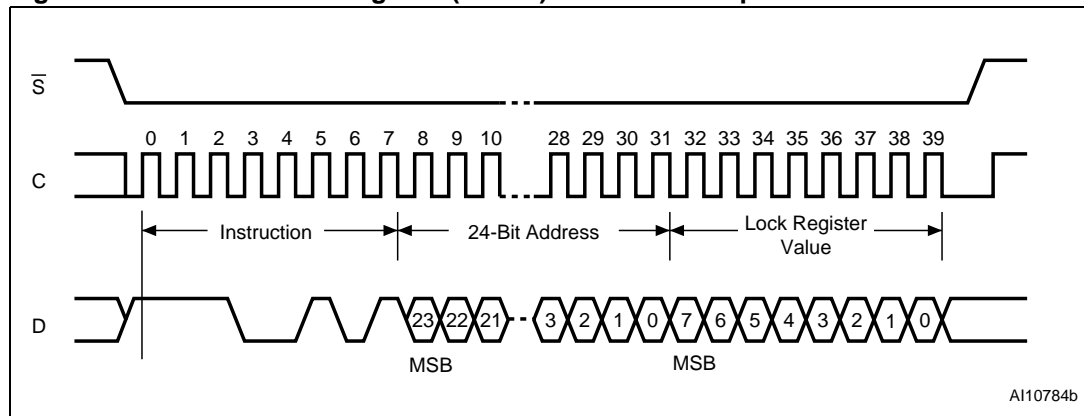 S
0 1 2 3 4 5 6 7 8 9 10 28 29 30 31 32 33 34 35 36 37 38 39
C
Instruction 24-Bit Address Lock Register
Value
D 23 22 21 3 2 1 0 7 6 5 4 3 2 1 0
MSB MSB
AI10784b